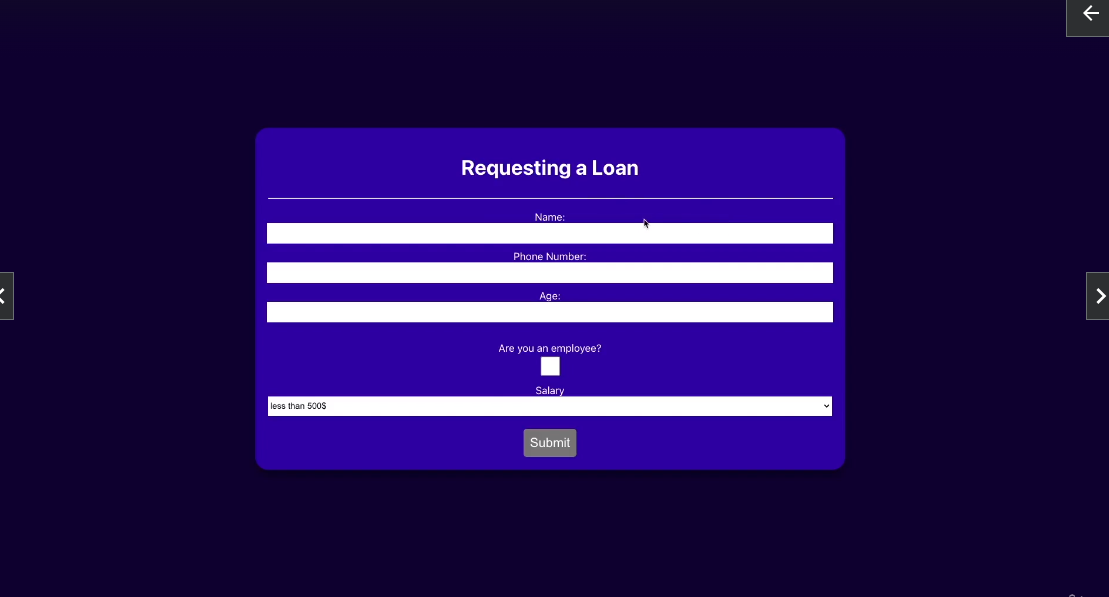 Requesting a Loan
Name:
Phone Number:
Age:
Are you an employee?
Salary
less than 500$
Submit